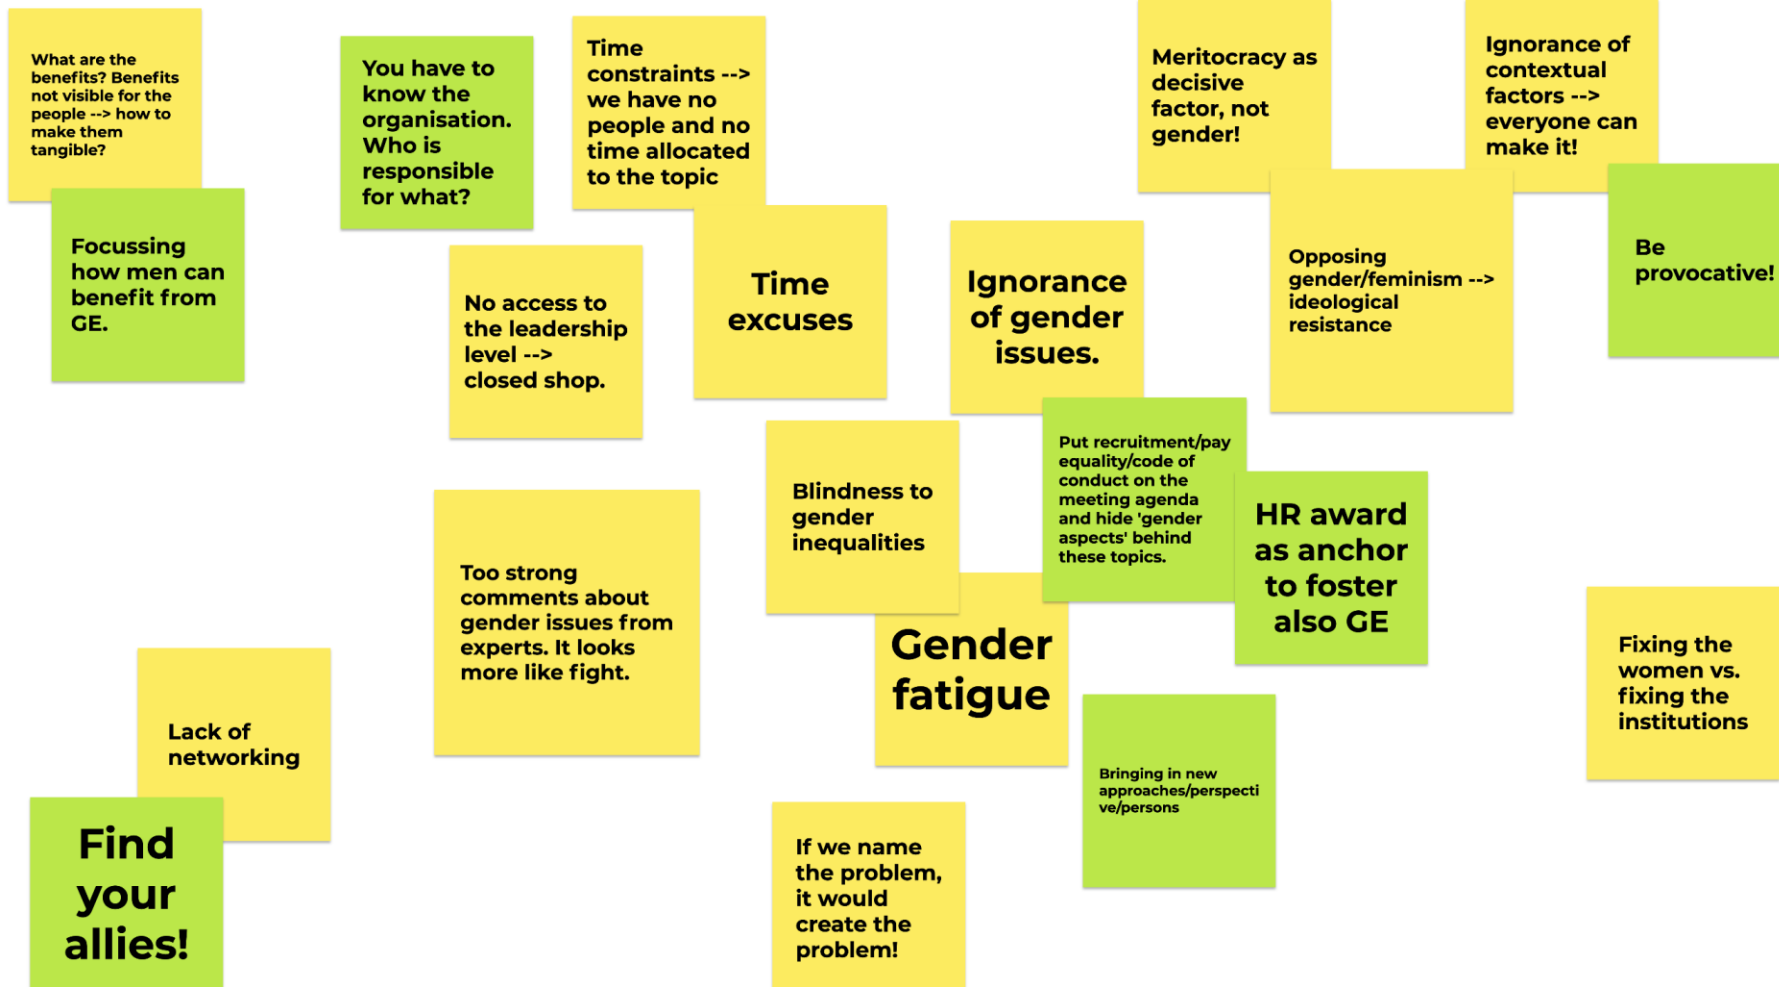 What are the
benefits? Benefits
not visible for the
people --> how to
make them
tangible?
Focussing
how men can
benefit from
GE.
You have to
know the
organisation.
Who is
responsible
for what?
Time
constraints -->
we have no
people and no
time allocated
to the topic
Time
excuses
No access to
the leadership
level -->
closed shop.
Meritocracy as
decisive
factor, not
gender!
Ignorance of
contextual
factors -->
everyone can
make it!
Be
provocative!
Opposing
gender/feminism -->
ideological
resistance
Ignorance
of gender
issues.
Put recruitment/pay
equality/code of
conduct on the
meeting agenda
and hide 'gender
aspects' behind
these topics.
HR award
as anchor
to foster
also GE
Blindness to
gender
inequalities
Gender
fatigue
Too strong
comments about
gender issues from
experts. It looks
more like fight.
Fixing the
women vs.
fixing the
institutions
Lack of
networking
Find
your
allies!
Bringing in new
approaches/perspecti
ve/persons
If we name
the problem,
it would
create the
problem!